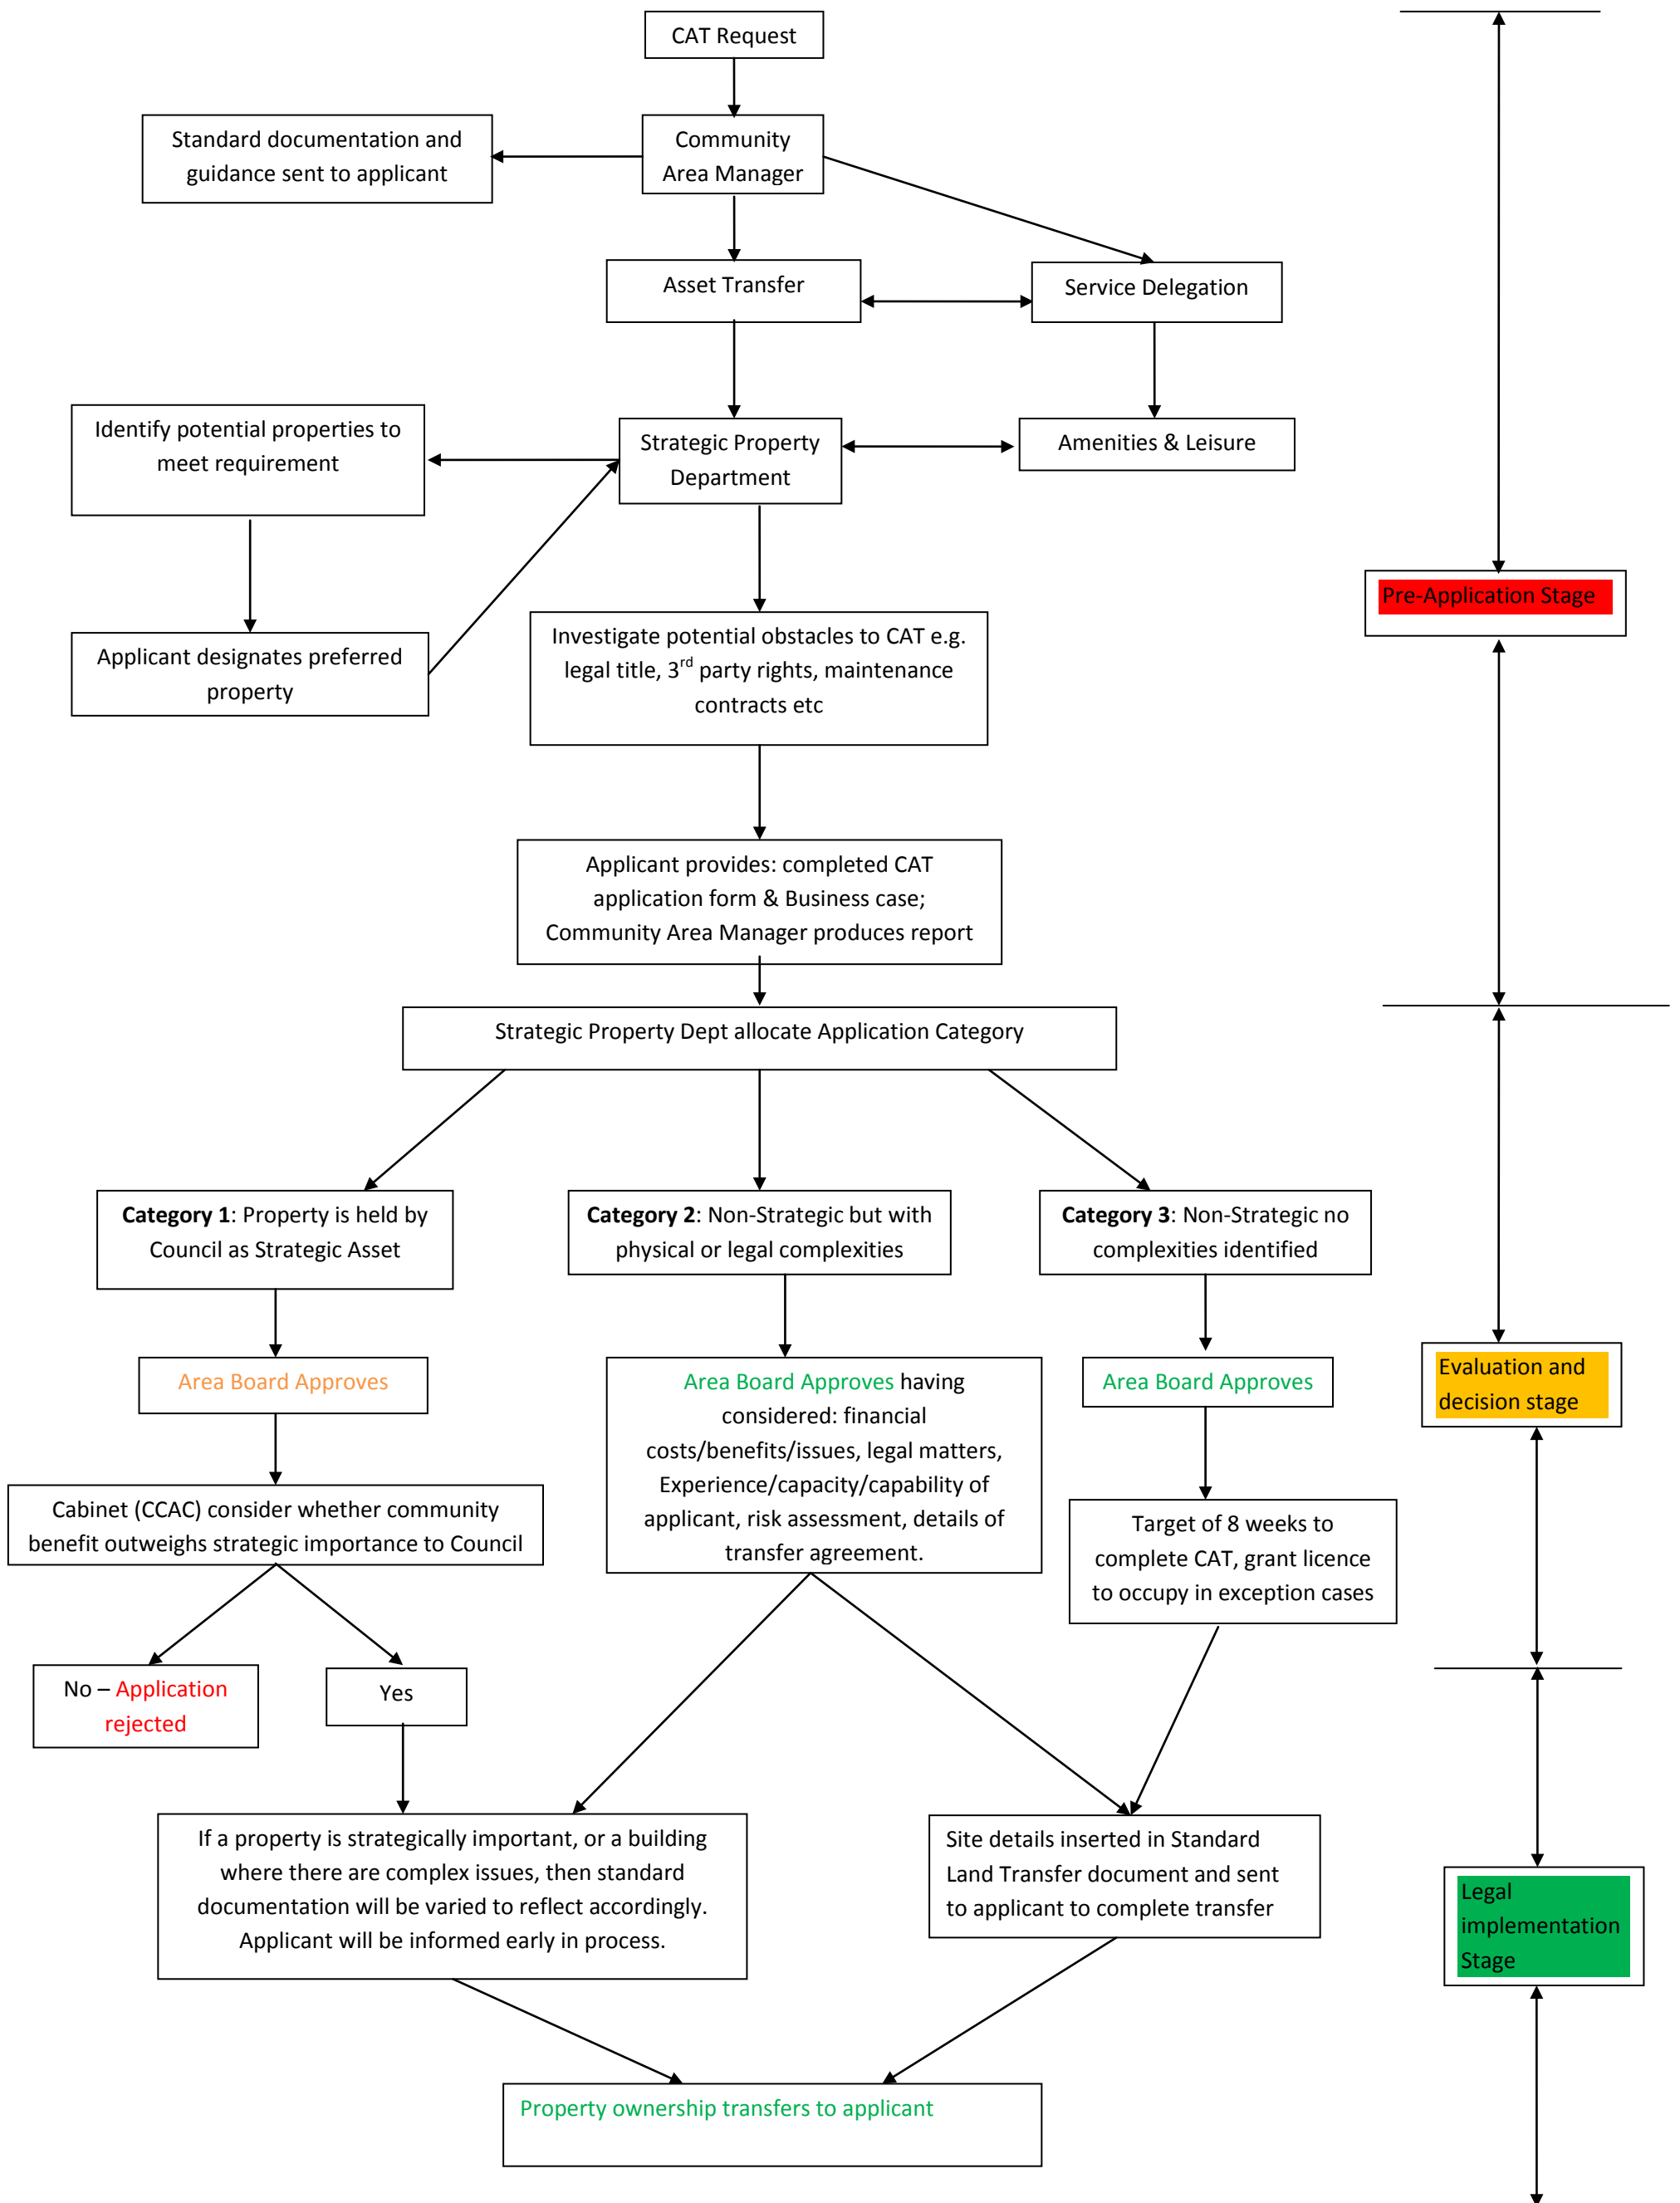 CAT Request
Standard documentation and
guidance sent to applicant
Community
Area Manager
Asset Transfer
Service Delegation
Identify potential properties to
meet requirement
Strategic Property
Department
Amenities & Leisure
Pre-Application Stage
Applicant designates preferred
property
Investigate potential obstacles to CAT e.g.
legal title, 3rd party rights, maintenance
contracts etc
Applicant provides: completed CAT
application form & Business case;
Community Area Manager produces report
Strategic Property Dept allocate Application Category
Category 1: Property is held by
Council as Strategic Asset
Category 2: Non-Strategic but with
physical or legal complexities
Category 3: Non-Strategic no
complexities identified
Area Board Approves
Area Board Approves having
considered: financial
costs/benefits/issues, legal matters,
Experience/capacity/capability of
applicant, risk assessment, details of
transfer agreement.
Area Board Approves
Evaluation and
decision stage
Cabinet (CCAC) consider whether community
benefit outweighs strategic importance to Council
Target of 8 weeks to
complete CAT, grant licence
to occupy in exception cases
No – Application
rejected
Yes
If a property is strategically important, or a building
where there are complex issues, then standard
documentation will be varied to reflect accordingly.
Applicant will be informed early in process.
Site details inserted in Standard
Land Transfer document and sent
to applicant to complete transfer
Legal
implementation
Stage
Property ownership transfers to applicant